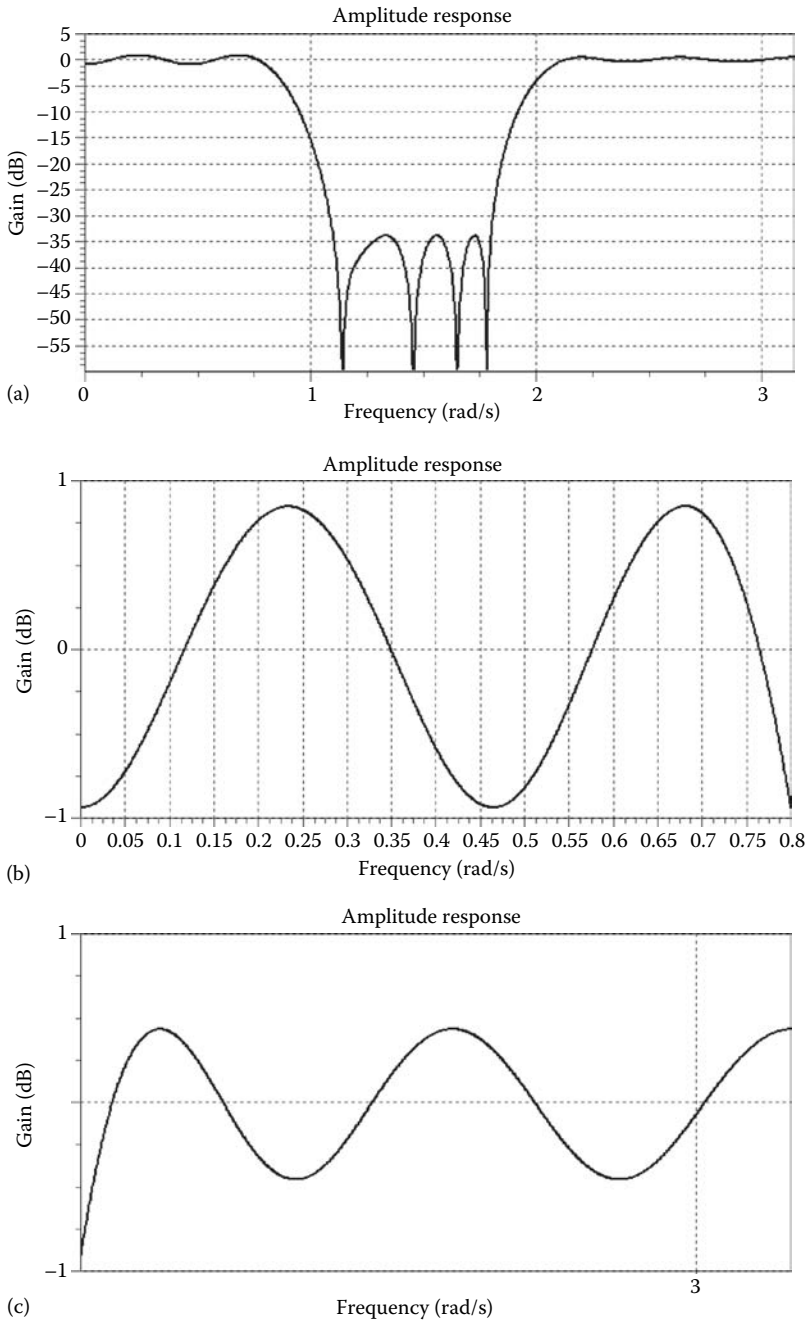 Amplitude response
5
0
−5
−10
−15
−20
−25
−30
−35
−40
−45
−50
−55
Gain (dB)
0
1
2
3
Frequency (rad/s)
(a)
Amplitude response
1
0
−1
Gain (dB)
0 0.05 0.1 0.15 0.2 0.25 0.3 0.35 0.4 0.45 0.5 0.55 0.6 0.65 0.7 0.75 0.8
Frequency (rad/s)
(b)
Amplitude response
1
−1
Gain (dB)
3
Frequency (rad/s)
(c)